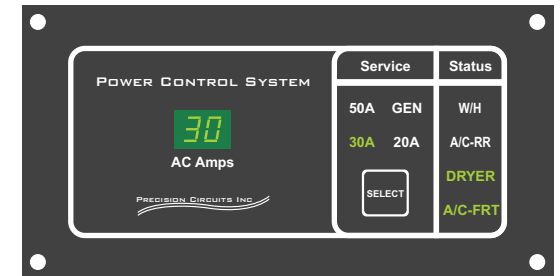 POWER CONTROL SYSTEM
30
AC Amps
PRECISION CIRCUITS INC
Service
50A GEN
30A 20A
SELECT
Status
W/H
A/C-RR
DRYER
A/C-FRT